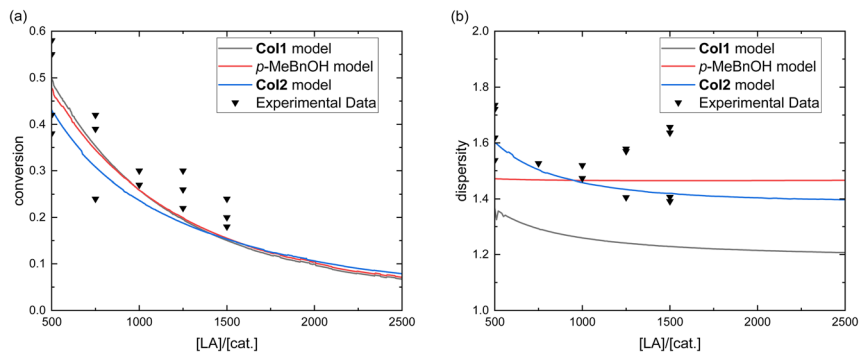 (a)
0.6
0.5
0.4
0.3
0.2
0.1
0.0
conversion
Col1 model
p-MeBnOH model
Col2 model
Experimental Data
500 1000 1500 2000 2500
[LA]/[cat.]
(b)
2.0
1.8
1.6
1.4
1.2
1.0
dispersity
Col1 model
p-MeBnOH model
Col2 model
Experimental Data
500 1000 1500 2000 2500
[LA]/[cat.]